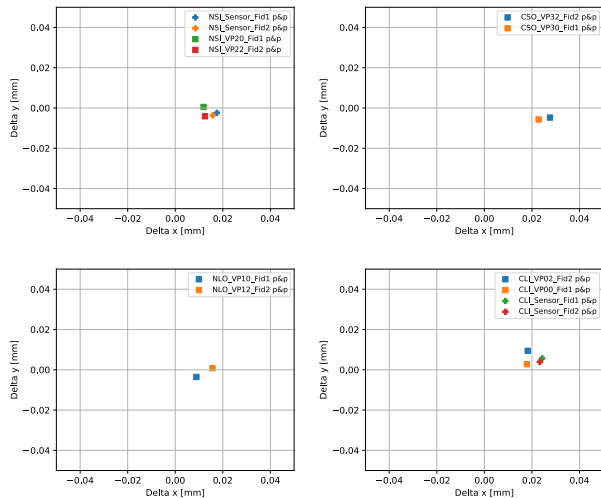 NSI_Sensor_Fid1 p&p
NSI_Sensor_Fid2 p&p
NSI_VP20_Fid1 p&p
NSI_VP22_Fid2 p&p
0.04
0.02
0.00
−0.02
−0.04
Delta y [mm]
−0.04 −0.02 0.00 0.02 0.04
Delta x [mm]
CSO_VP32_Fid2 p&p
CSO_VP30_Fid1 p&p
0.04
0.02
0.00
−0.02
−0.04
Delta y [mm]
−0.04 −0.02 0.00 0.02 0.04
Delta x [mm]
NLO_VP10_Fid1 p&p
NLO_VP12_Fid2 p&p
0.04
0.02
0.00
−0.02
−0.04
Delta y [mm]
−0.04 −0.02 0.00 0.02 0.04
Delta x [mm]
CLI_VP02_Fid2 p&p
CLI_VP00_Fid1 p&p
CLI_Sensor_Fid1 p&p
CLI_Sensor_Fid2 p&p
0.04
0.02
0.00
−0.02
−0.04
Delta y [mm]
−0.04 −0.02 0.00 0.02 0.04
Delta x [mm]